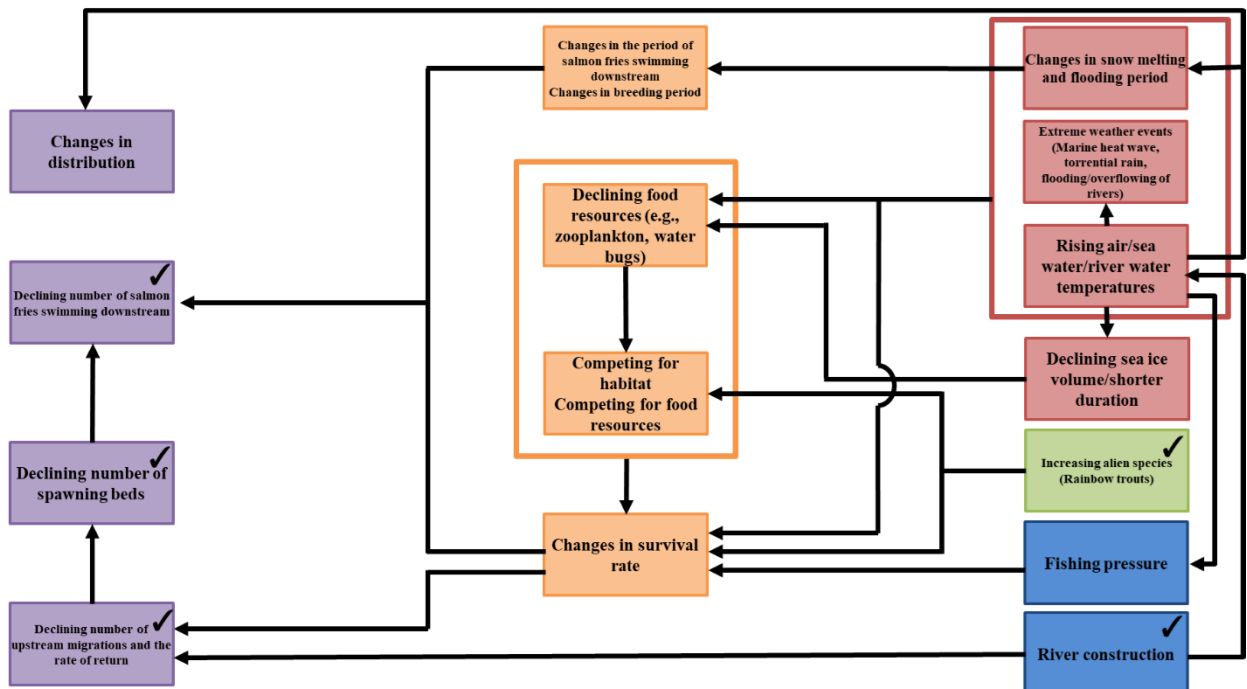 Changes in
distribution
Declining number of salmon
fries swimming downstream
Declining number of
spawning beds
Declining number of
upstream migrations and the
rate of return
Changes in the period of
salmon fries swimming
downstream
Changes in breeding period
Declining food
resources (e.g.,
zooplankton, water
bugs)
Competing for
habitat
Competing for food
resources
Changes in survival
rate
Changes in snow melting
and flooding period
Extreme weather events
(Marine heat wave,
torrential rain,
flooding/overflowing of
rivers)
Rising air/sea
water/river water
temperatures
Declining sea ice
volume/shorter
duration
Increasing alien species
(Rainbow trouts)
Fishing pressure
River construction